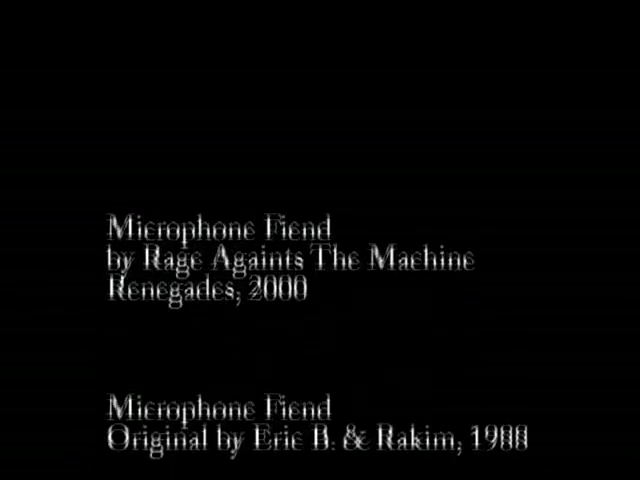 Microphone Fiend
by Rage Againts The Machine
Renegades, 2000
Microphone Fiend
Original by Eric B. & Rakim, 1988